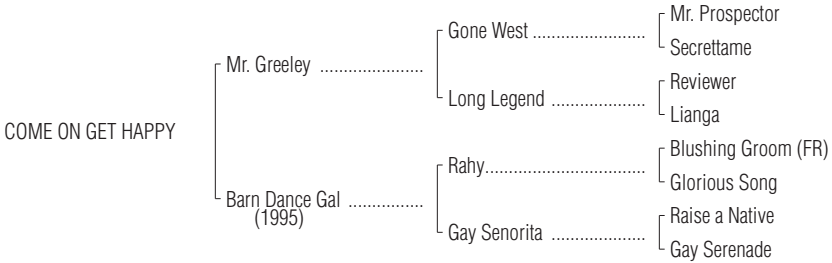 Mr. Prospector
Gone West ........................
Secrettame
Mr. Greeley ......................
Reviewer
Long Legend ....................
Lianga
COME ON GET HAPPY
Blushing Groom (FR)
Rahy..................................
Glorious Song
Barn Dance Gal ................
(1995)
Raise a Native
Gay Senorita ....................
Gay Serenade